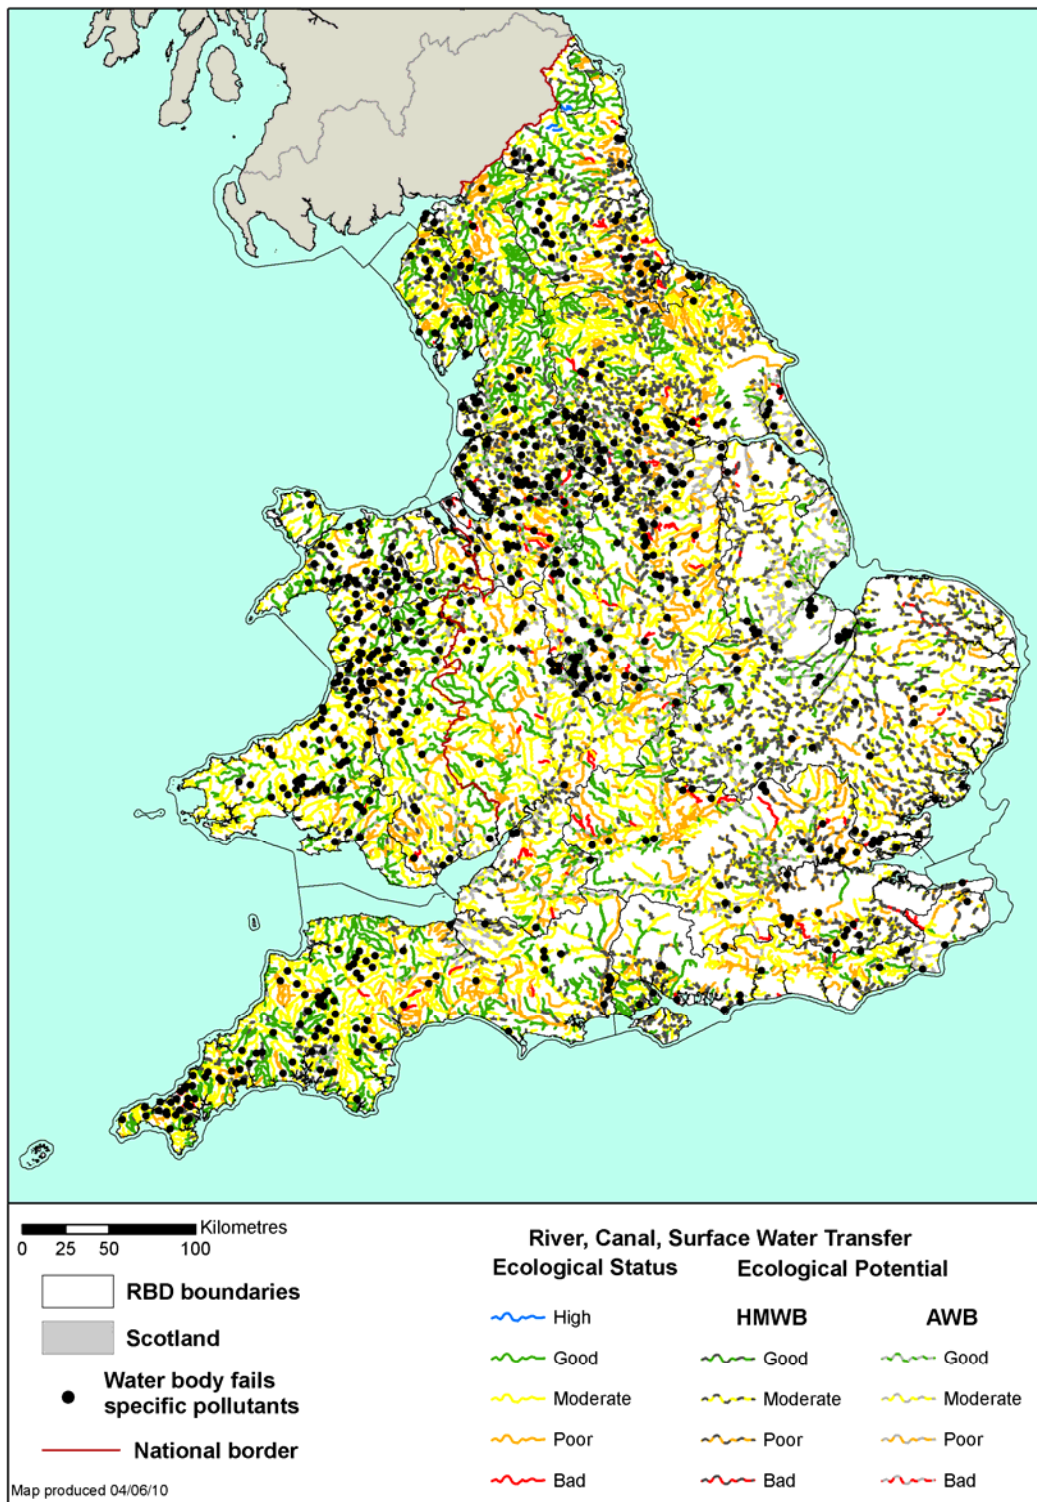 Kilometres
0 25 50 100
RBD boundaries
Scotland
Water body fails
specific pollutants
National border
Map produced 04/06/10
River, Canal, Surface Water Transfer
Ecological Status Ecological Potential
High HMWB AWB
Good Good Good
Moderate Moderate Moderate
Poor Poor Poor
Bad Bad Bad